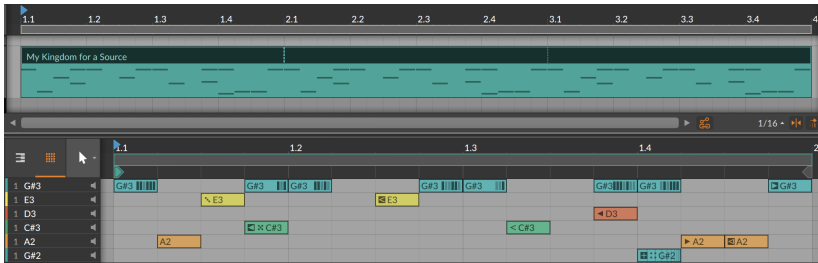 1.1 1.2 1.3 1.4 2.1 2.2 2.3 2.4 3.1 3.2 3.3 3.4 4
My Kingdom for a Source
1/16
1.1 1.2 1.3 1.4 2
1 G#3 G#3 G#3 G#3 G#3 G#3 G#3 G#3 G#3
1 E3 E3 E3
1 D3 D3
1 C#3 C#3 C#3
1 A2 A2 A2 A2
1 G#2 G#2